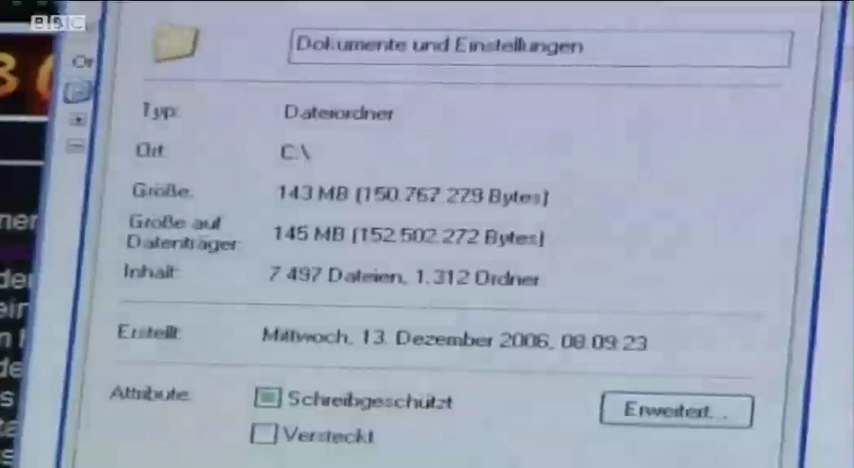 BBC
Dokumente und Einstellungen
Typ: Dateiordner
Ort: C:\
Größe: 143 MB (150.767.279 Bytes)
Größe auf Datenträger: 145 MB (152.502.272 Bytes)
Inhalt: 7.497 Dateien, 1.312 Ordner
Erstellt: Mittwoch, 13. Dezember 2006, 08:09:23
Attribute: Schreibgeschützt Erweitert...
Versteckt